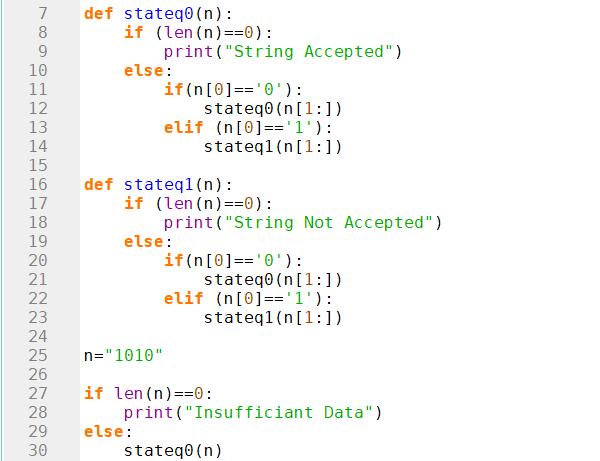 7 def stateq0(n):
8     if (len(n)==0):
9         print("String Accepted")
10     else:
11         if(n[0]=='0'):
12             stateq0(n[1:])
13         elif (n[0]=='1'):
14             stateq1(n[1:])
15
16 def stateq1(n):
17     if (len(n)==0):
18         print("String Not Accepted")
19     else:
20         if(n[0]=='0'):
21             stateq0(n[1:])
22         elif (n[0]=='1'):
23             stateq1(n[1:])
24
25 n="1010"
26
27 if len(n)==0:
28     print("Insufficiant Data")
29 else:
30     stateq0(n)